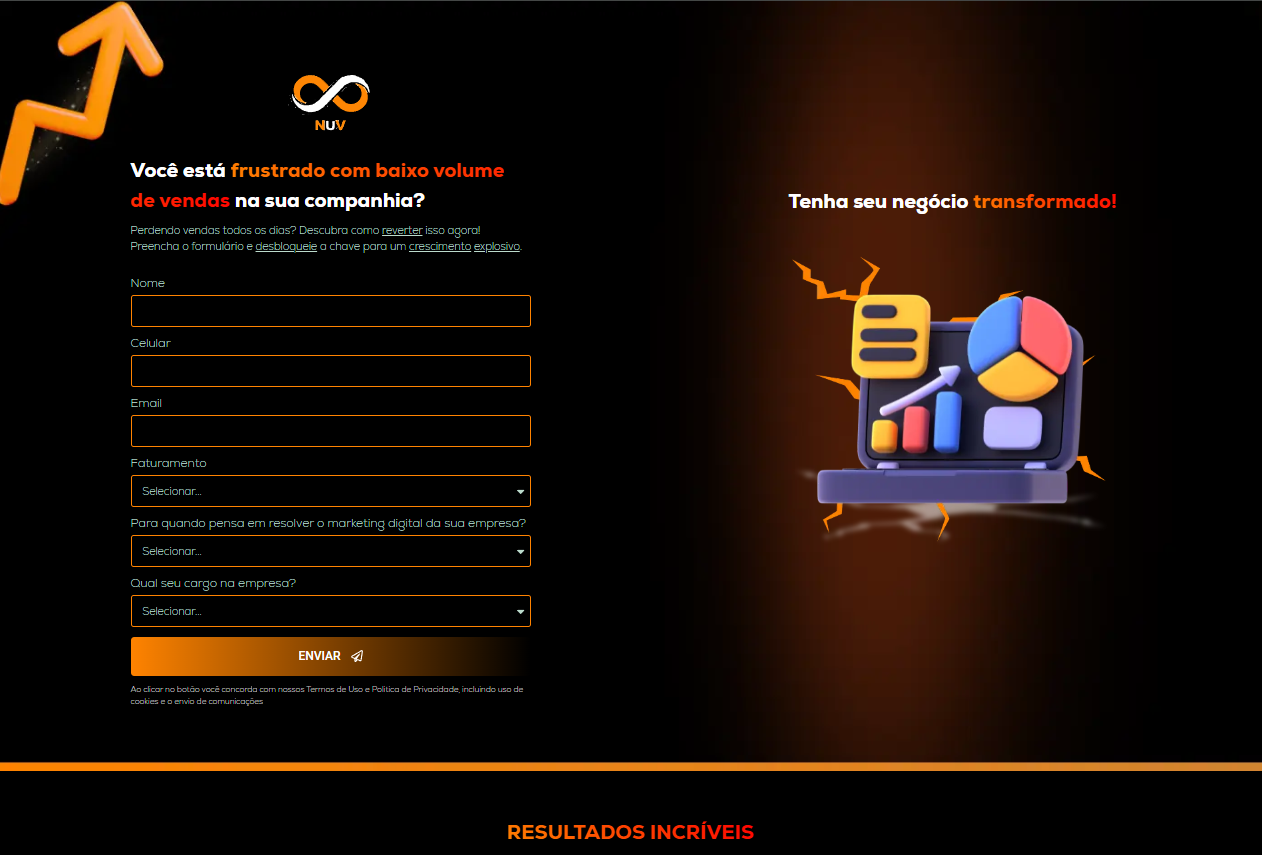 NUV
Você está frustrado com baixo volume
de vendas na sua companhia?
Perdendo vendas todos os dias? Descubra como reverter isso agora!
Preencha o formulário e desbloqueie a chave para um crescimento explosivo.
Nome
Celular
Email
Faturamento
Selecionar...
Para quando pensa em resolver o marketing digital da sua empresa?
Selecionar...
Qual seu cargo na empresa?
Selecionar...
ENVIAR
Ao clicar no botão você concorda com nossos Termos de Uso e Politica de Privacidade, incluindo uso de
cookies e o envio de comunicações
Tenha seu negócio transformado!
RESULTADOS INCRÍVEIS